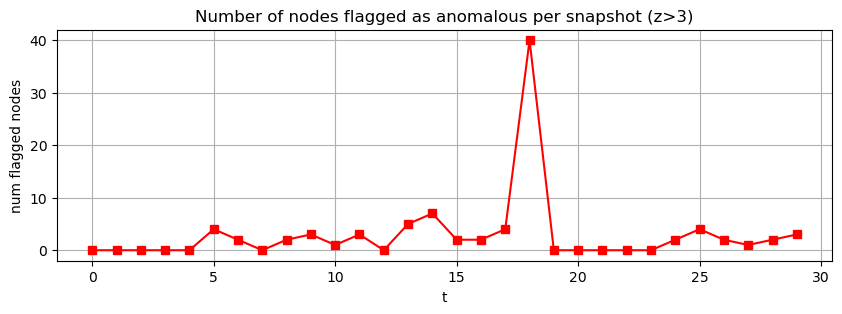 Number of nodes flagged as anomalous per snapshot (z>3)
40
30
20
10
0
num flagged nodes
0 5 10 15 20 25 30
t